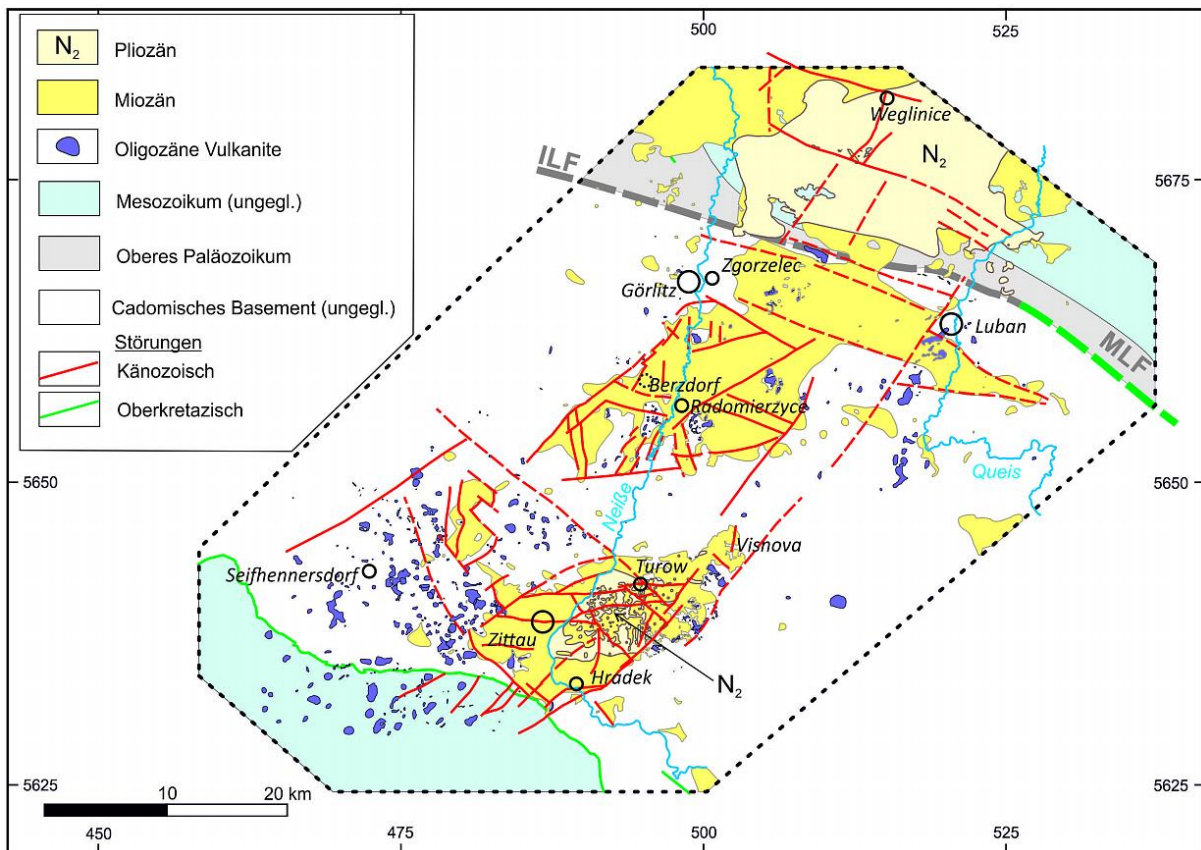 500
525
N₂
Pliozän
Miozän
Oligozäne Vulkanite
Mesozoikum (ungegl.)
Oberes Paläozoikum
Cadomisches Basement (ungegl.)
Störungen
Känozoisch
Oberkretazisch
Weglinice
N₂
ILF
5675
5675
Zgorzelec
Görlitz
Luban
MLF
Berzdorf
Radomierzyce
5650
Queis
5650
Neiße
Visnova
Turow
Seifhennersdorf
Zittau
Hradek
N₂
5625
5625
10
20 km
450
475
500
525